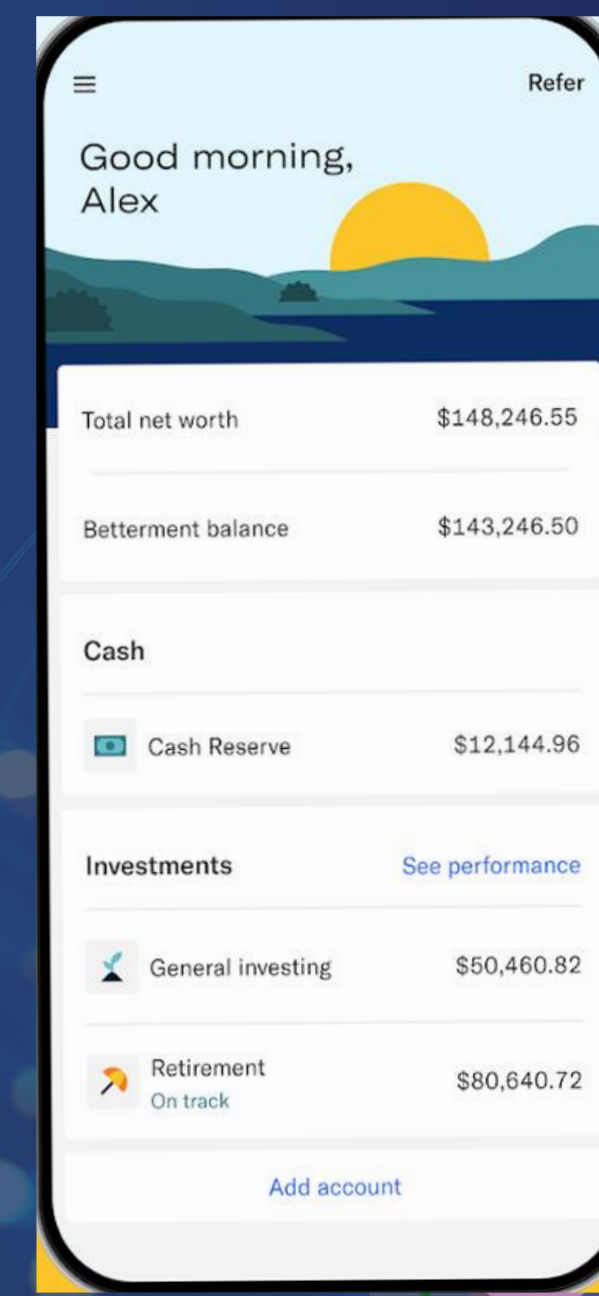 Refer
Good morning,
Alex
Total net worth $148,246.55
Betterment balance $143,246.50
Cash
Cash Reserve $12,144.96
Investments See performance
General investing $50,460.82
Retirement
On track
$80,640.72
Add account